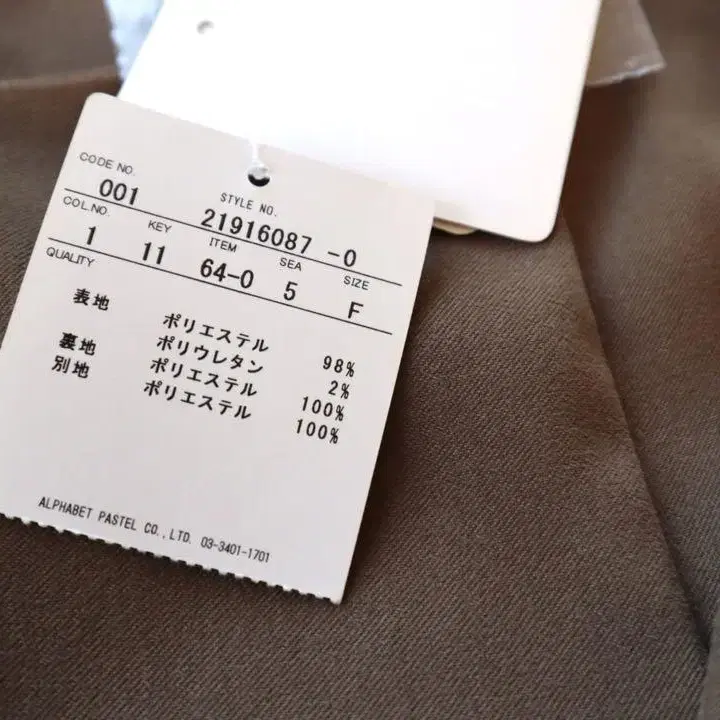 CODE NO. STYLE NO.
001 21916087 -0
COL.NO. KEY ITEM SEA SIZE
1 11 64-0 5 F
QUALITY
表地 ポリエステル 98%
ポリウレタン 2%
裏地 ポリエステル 100%
別地 ポリエステル 100%
ALPHABET PASTEL CO.,LTD. 03-3401-1701